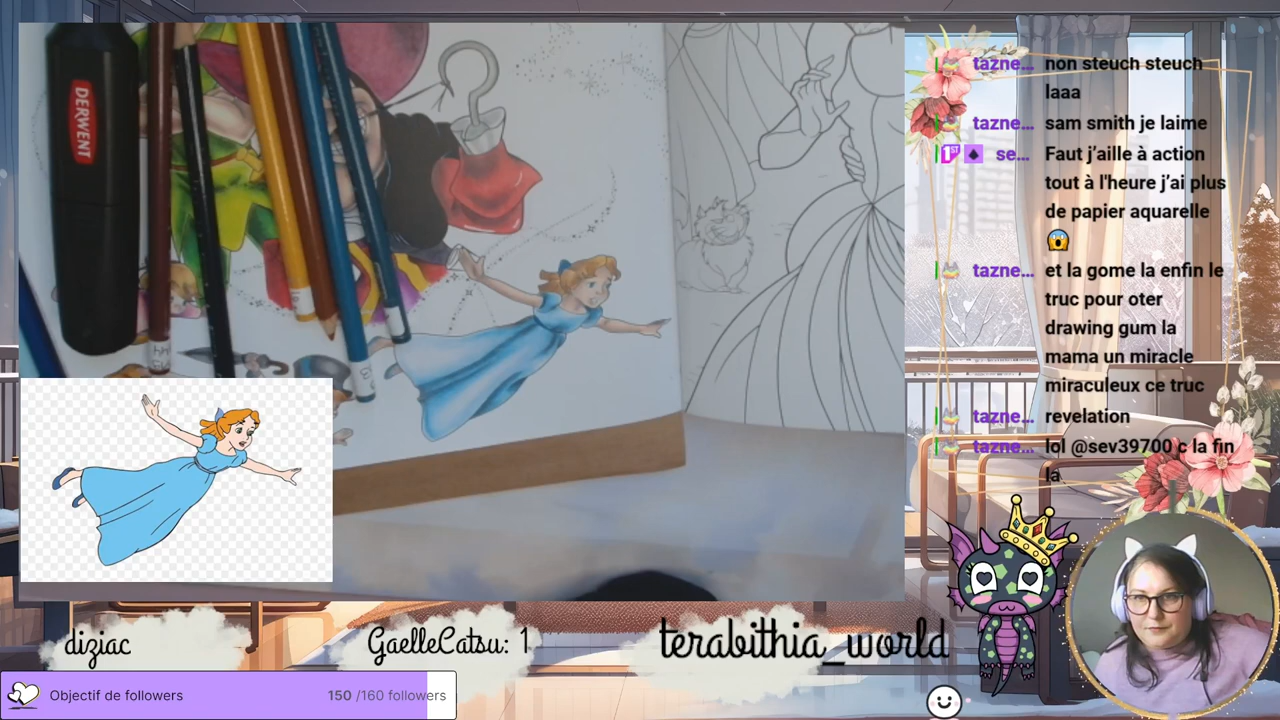 DERWENT
tazne... non steuch steuch
laaa
tazne... sam smith je laime
1ST se... Faut j’aille à action
tout à l'heure j’ai plus
de papier aquarelle
😱
tazne... et la gome la enfin le
truc pour oter
drawing gum la
mama un miracle
miraculeux ce truc
tazne... revelation
tazne... lol @sev39700 c la fin
la
diziac
GaelleCatsu: 1
terabithia_world
Objectif de followers 150 /160 followers